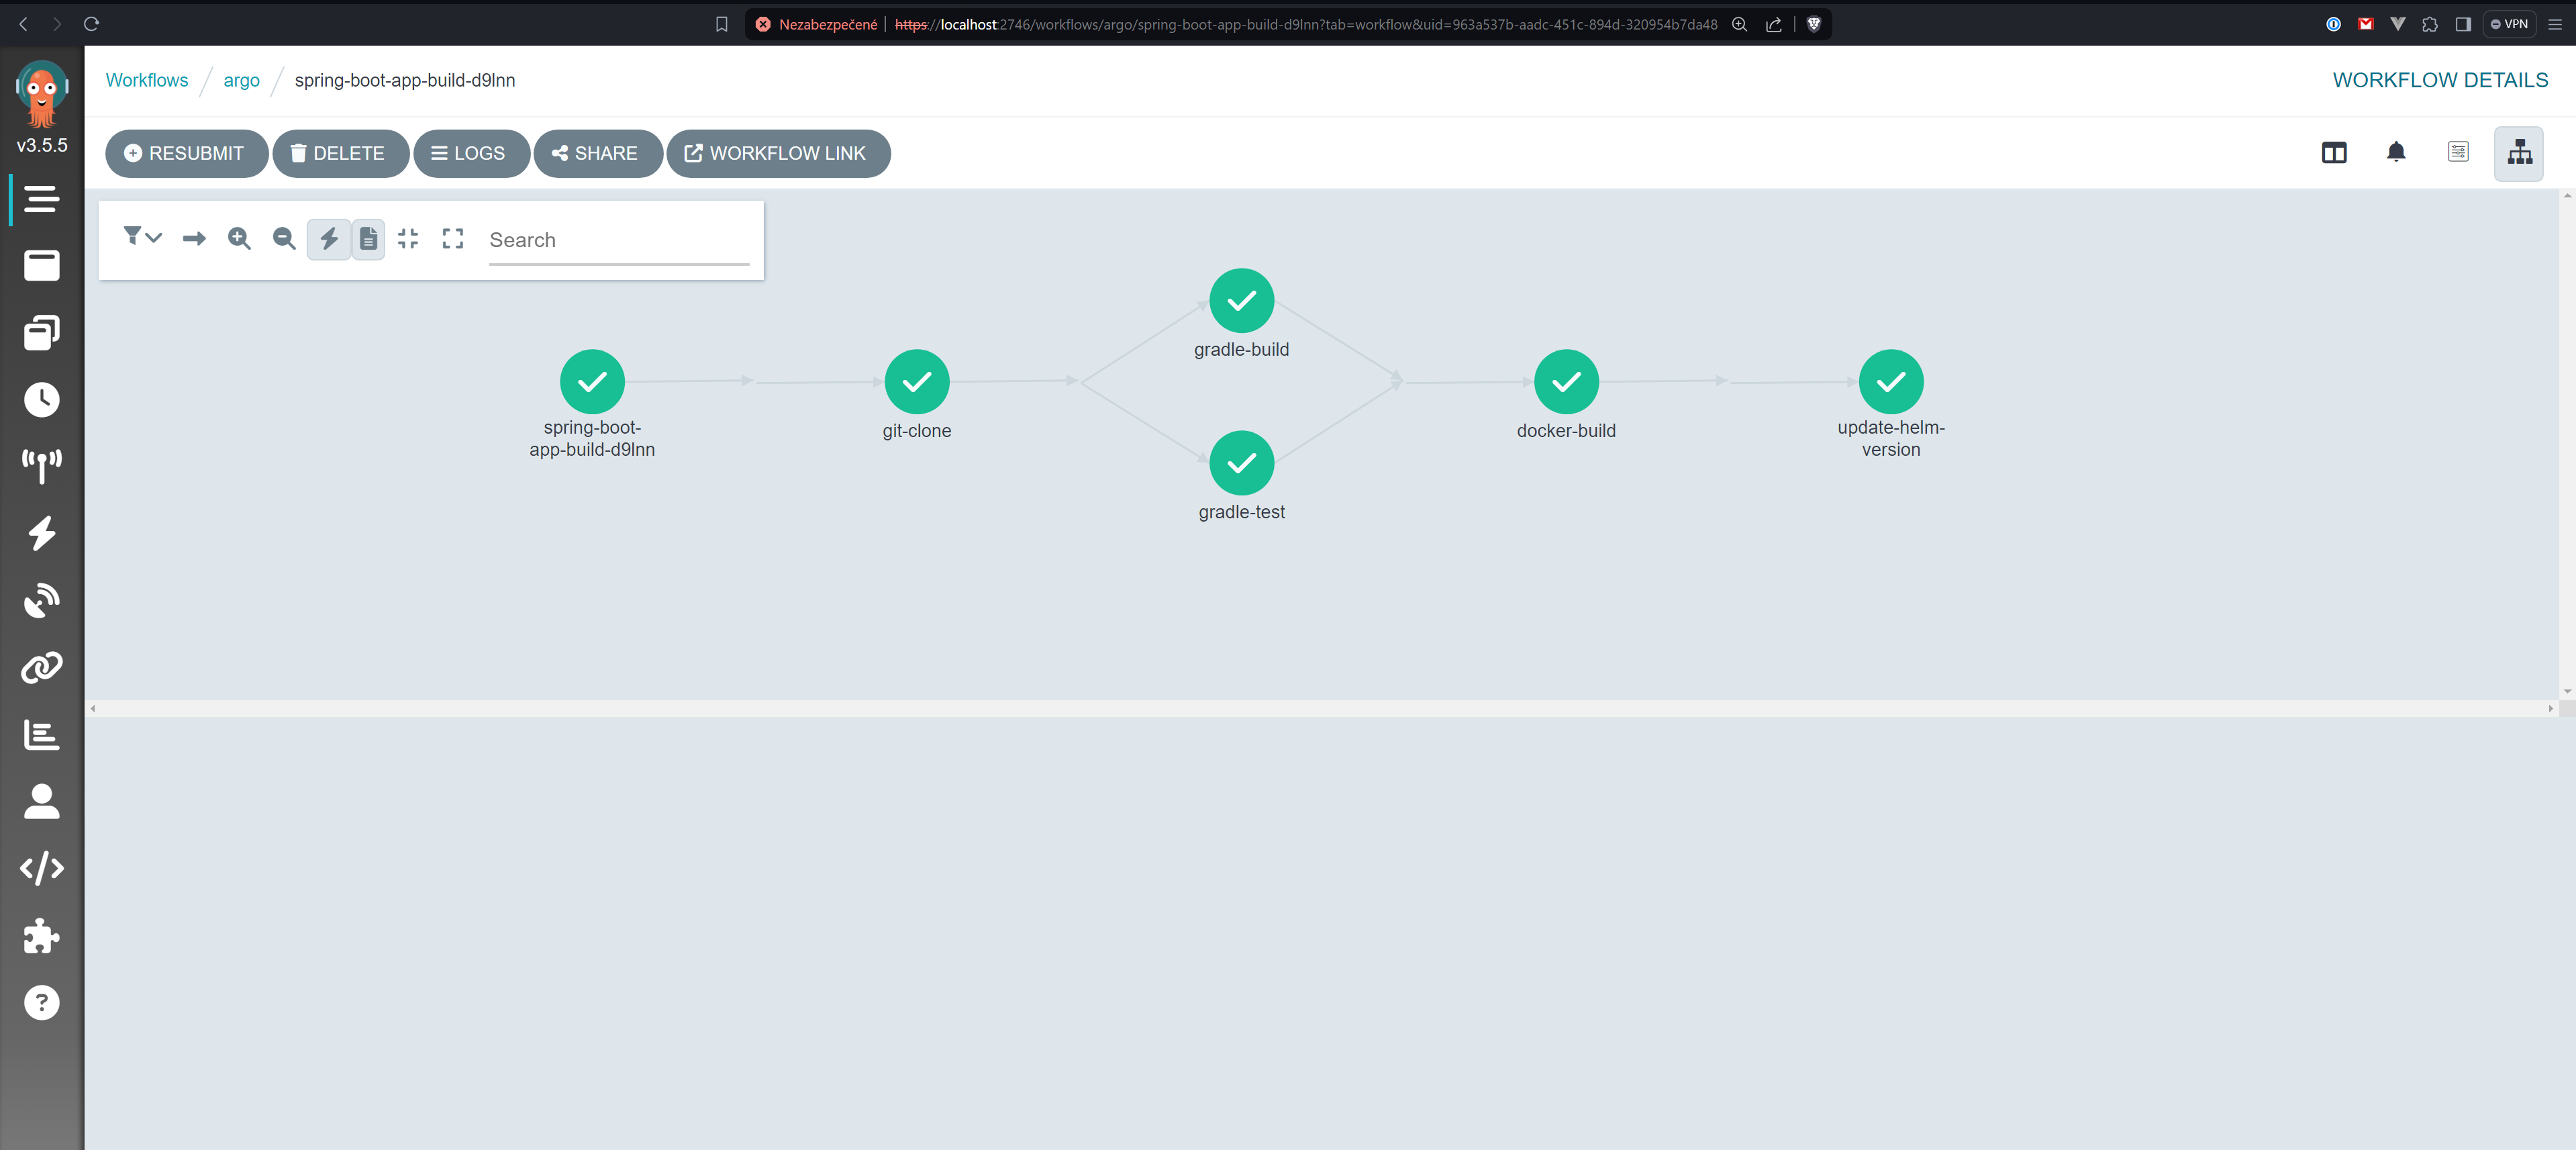 Nezabezpečené https://localhost:2746/workflows/argo/spring-boot-app-build-d9lnn?tab=workflow&uid=963a537b-aadc-451c-894d-320954b7da48
VPN
Workflows / argo / spring-boot-app-build-d9lnn
WORKFLOW DETAILS
v3.5.5
RESUBMIT DELETE LOGS SHARE WORKFLOW LINK
Search
gradle-build
spring-boot-
app-build-d9lnn
git-clone
docker-build
update-helm-
version
gradle-test